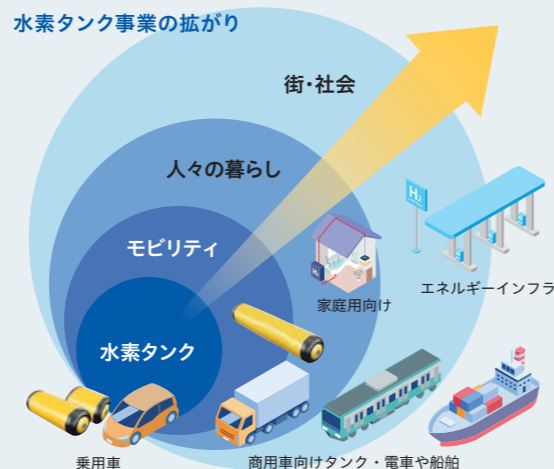 水素タンク事業の拡がり
街・社会
人々の暮らし
モビリティ
水素タンク
H2
家庭用向け
H2
エネルギーインフラ
乗用車
商用車向けタンク・電車や船舶